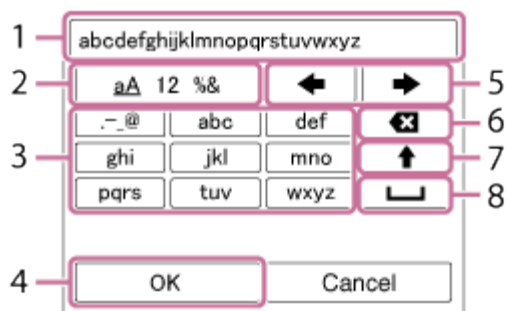 1 abcdefghijklmnopqrstuvwxyz
2 aA 12 %& 5
.-_@ abc def 6
3 ghi jkl mno 7
pqrs tuv wxyz 8
4 OK Cancel